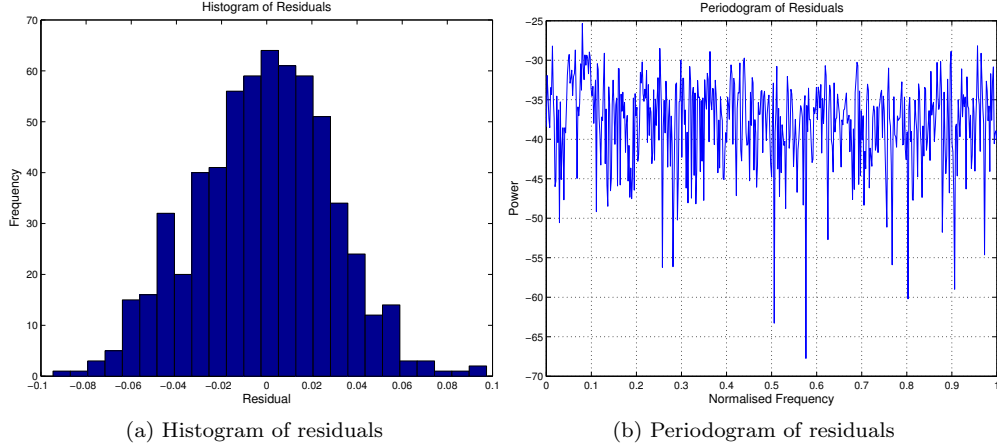 Histogram of Residuals
70
60
50
40
30
20
10
0
Frequency
−0.1 −0.08 −0.06 −0.04 −0.02 0 0.02 0.04 0.06 0.08 0.1
Residual
(a) Histogram of residuals
Periodogram of Residuals
−25
−30
−35
−40
−45
−50
−55
−60
−65
−70
Power
0 0.1 0.2 0.3 0.4 0.5 0.6 0.7 0.8 0.9 1
Normalised Frequency
(b) Periodogram of residuals